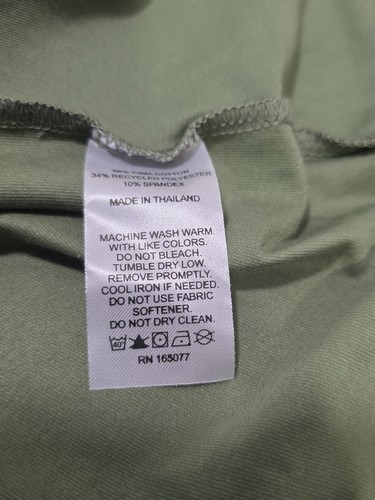 56% PIMA COTTON
34% RECYCLED POLYESTER
10% SPANDEX
MADE IN THAILAND
MACHINE WASH WARM.
WITH LIKE COLORS.
DO NOT BLEACH.
TUMBLE DRY LOW.
REMOVE PROMPTLY.
COOL IRON IF NEEDED.
DO NOT USE FABRIC
SOFTENER.
DO NOT DRY CLEAN.
40°
RN 165077